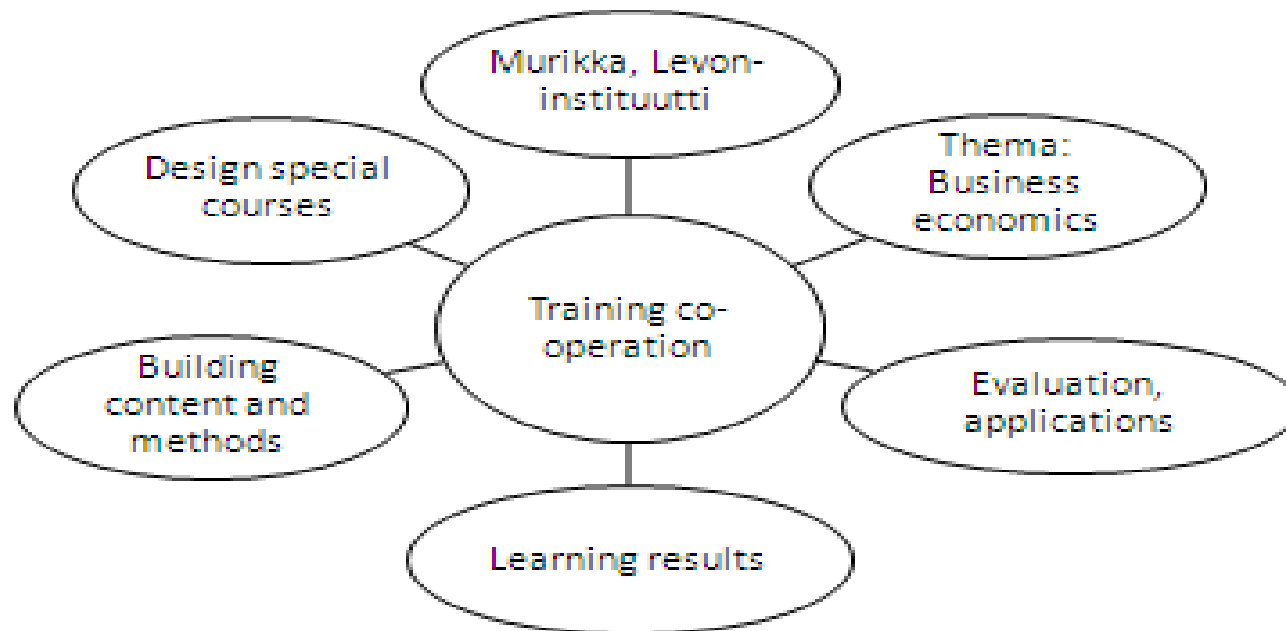 Murikka, Levon-
instituutti
Design special
courses
Thema:
Business
economics
Training co-
operation
Building
content and
methods
Evaluation,
applications
Learning results